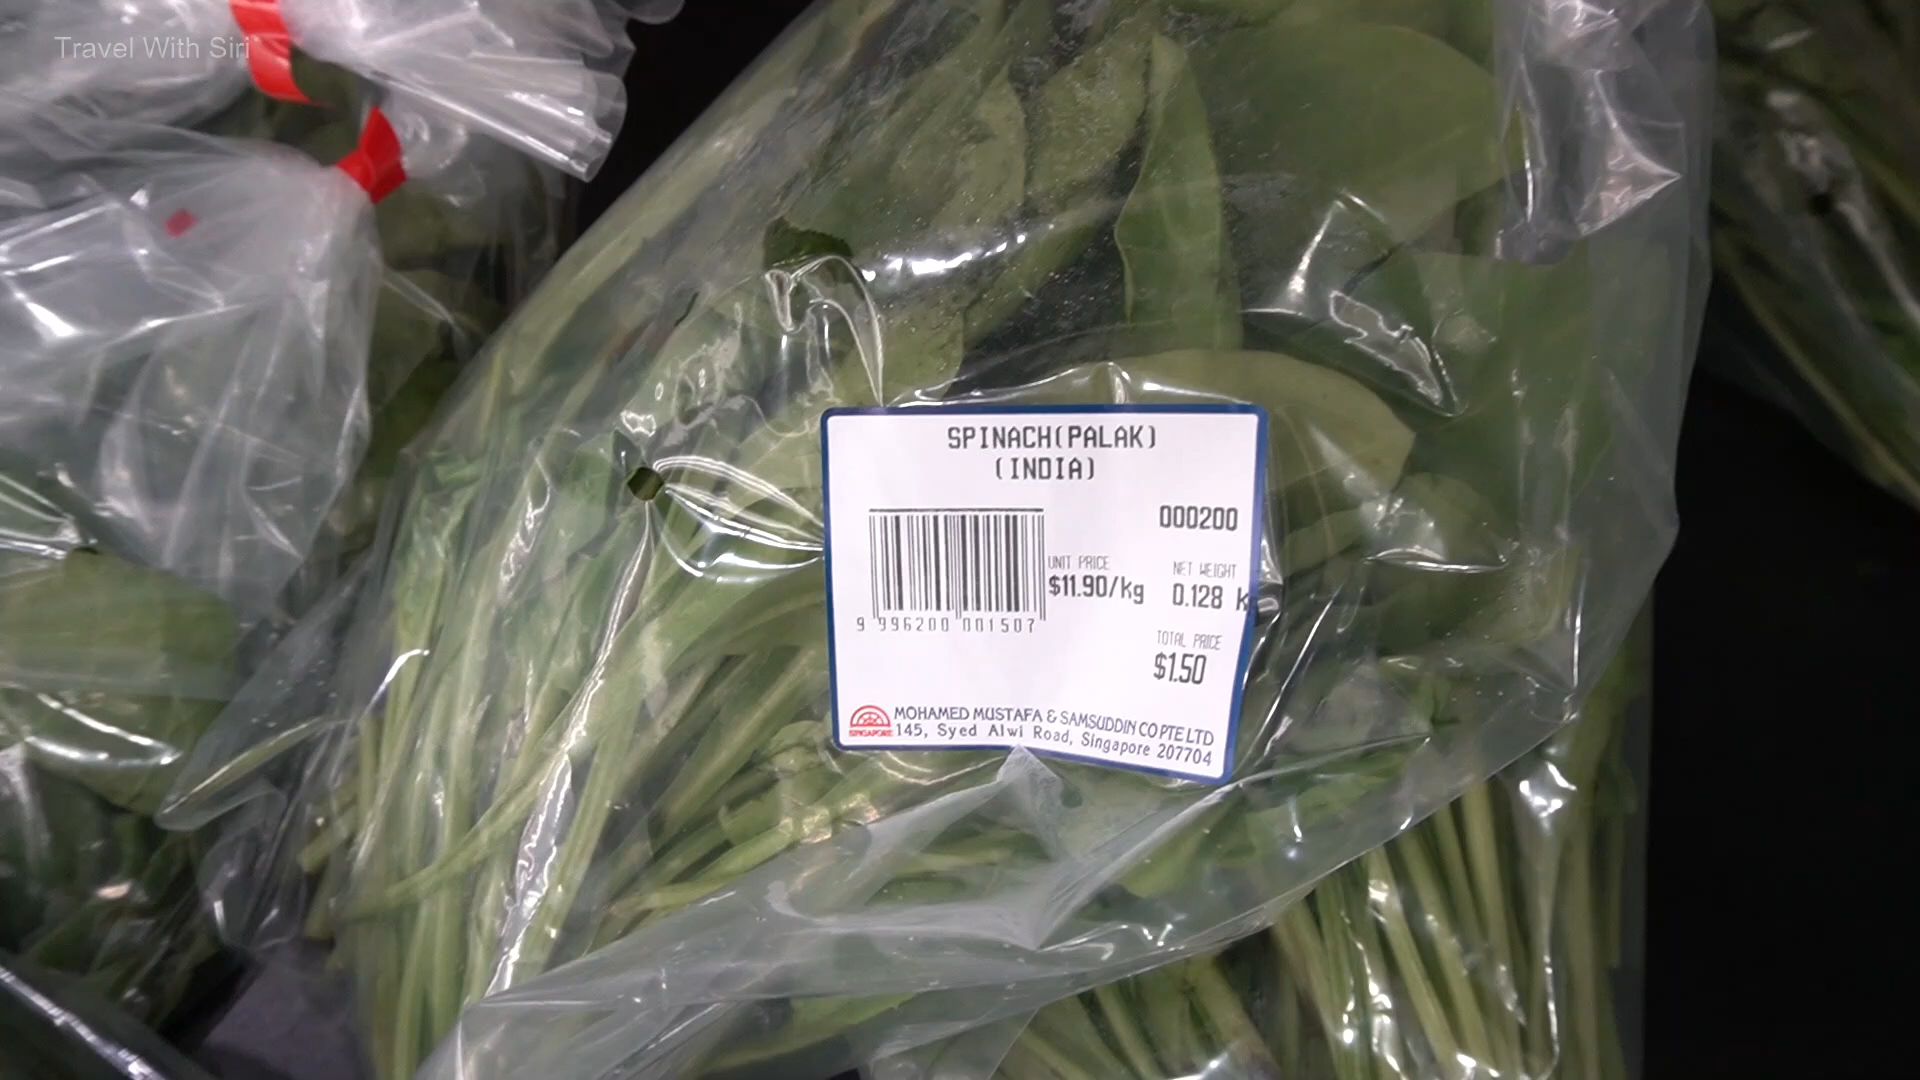 Travel With Siri
SPINACH(PALAK)
(INDIA)
000200
UNIT PRICE
NET WEIGHT
$11.90/kg
0.128 k
9 996200 001507
TOTAL PRICE
$1.50
SINGAPORE
MOHAMED MUSTAFA & SAMSUDDIN CO PTE LTD
145, Syed Alwi Road, Singapore 207704